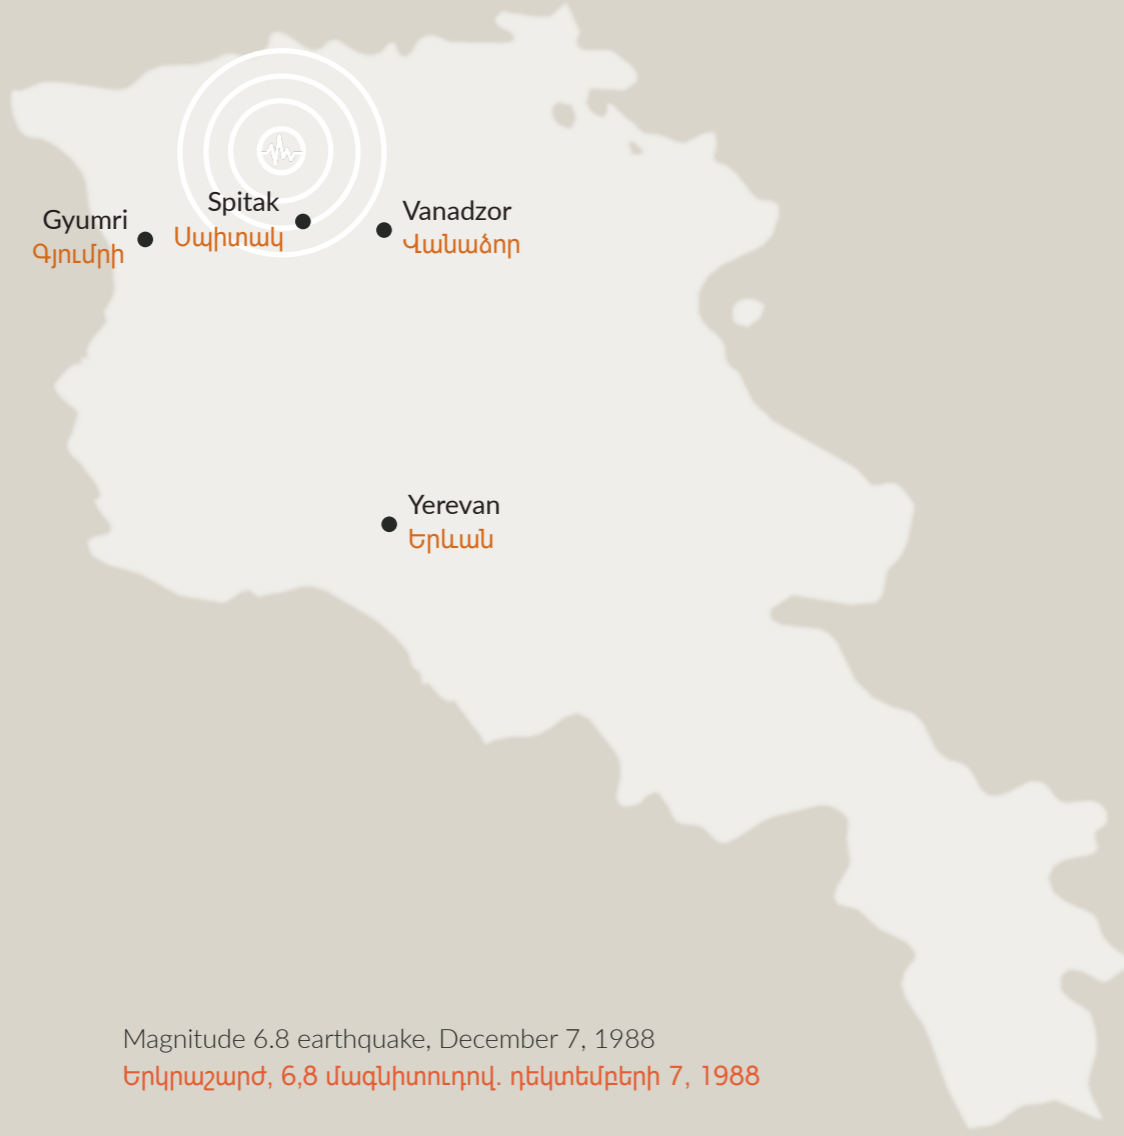 Spitak
Սպիտակ
Gyumri
Գյումրի
Vanadzor
Վանաձոր
Yerevan
Երևան
Magnitude 6.8 earthquake, December 7, 1988
Երկրաշարժ, 6,8 մագնիտուդով. դեկտեմբերի 7, 1988